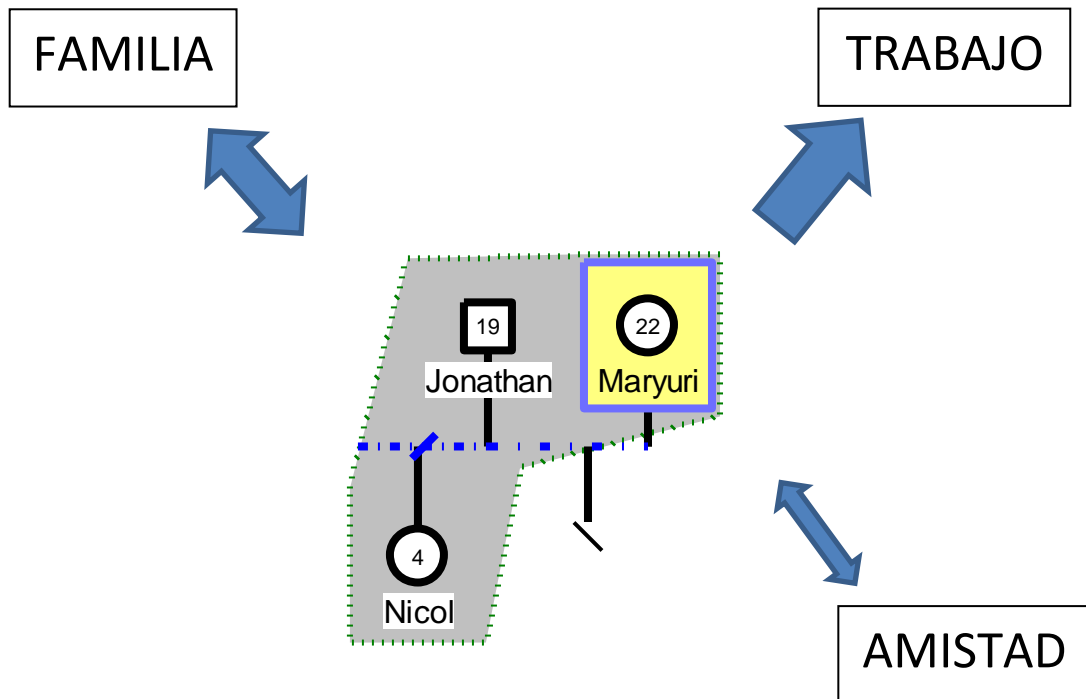 FAMILIA
TRABAJO
19
22
Jonathan
Maryuri
4
Nicol
AMISTAD